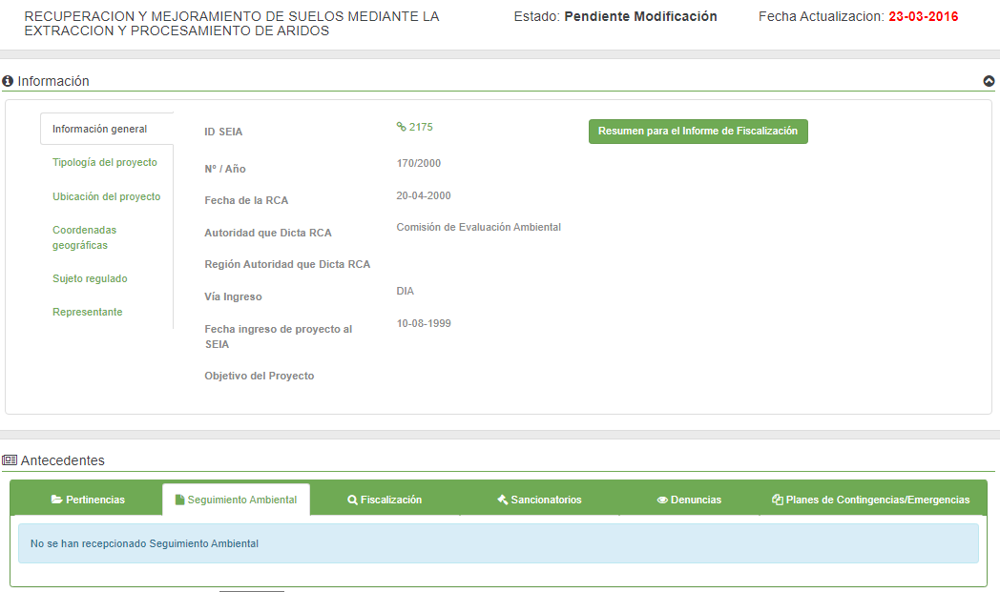 RECUPERACION Y MEJORAMIENTO DE SUELOS MEDIANTE LA
EXTRACCION Y PROCESAMIENTO DE ARIDOS
Estado: Pendiente Modificación
Fecha Actualizacion: 23-03-2016
Información
Información general
Tipología del proyecto
Ubicación del proyecto
Coordenadas
geográficas
Sujeto regulado
Representante
ID SEIA
2175
Resumen para el Informe de Fiscalización
Nº / Año
170/2000
Fecha de la RCA
20-04-2000
Autoridad que Dicta RCA
Comisión de Evaluación Ambiental
Región Autoridad que Dicta RCA
Vía Ingreso
DIA
Fecha ingreso de proyecto al
SEIA
10-08-1999
Objetivo del Proyecto
Antecedentes
Pertinencias
Seguimiento Ambiental
Fiscalización
Sancionatorios
Denuncias
Planes de Contingencias/Emergencias
No se han recepcionado Seguimiento Ambiental